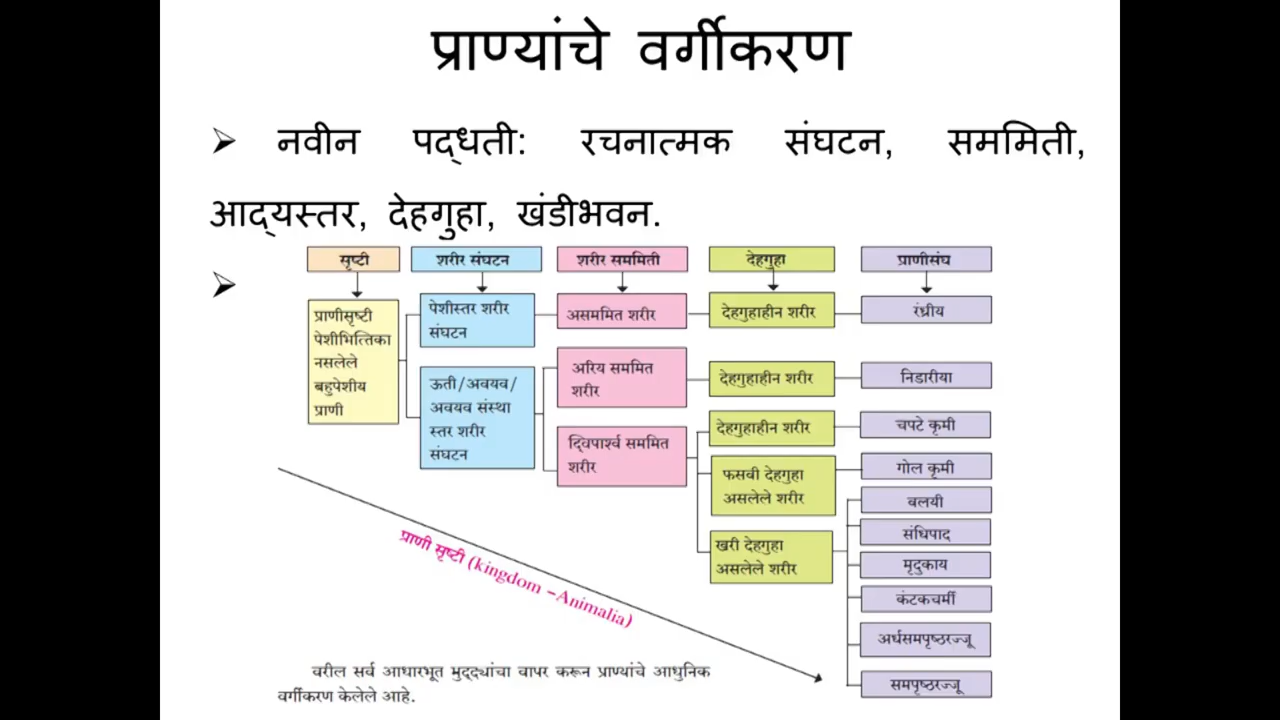 प्राण्यांचे वर्गीकरण
➢ नवीन पद्धती: रचनात्मक संघटन, सममिती,
आद्यस्तर, देहगुहा, खंडीभवन.
➢
सृष्टी
शरीर संघटन
शरीर सममिती
देहगुहा
प्राणीसंघ
प्राणीसृष्टी
पेशीभित्तिका
नसलेले
बहुपेशीय
प्राणी
पेशीस्तर शरीर
संघटन
असममित शरीर
देहगुहाहीन शरीर
रंध्रीय
ऊती/अवयव/
अवयव संस्था
स्तर शरीर
संघटन
अरिय सममित
शरीर
देहगुहाहीन शरीर
निडारीया
द्विपार्श्व सममित
शरीर
देहगुहाहीन शरीर
चपटे कृमी
फसवी देहगुहा
असलेले शरीर
गोल कृमी
खरी देहगुहा
असलेले शरीर
वलयी
संधिपाद
मृदुकाय
कंटकचर्मी
अर्धसमपृष्ठरज्जू
समपृष्ठरज्जू
प्राणी सृष्टी (kingdom -Animalia)
वरील सर्व आधारभूत मुद्द्यांचा वापर करून प्राण्यांचे आधुनिक
वर्गीकरण केलेले आहे.